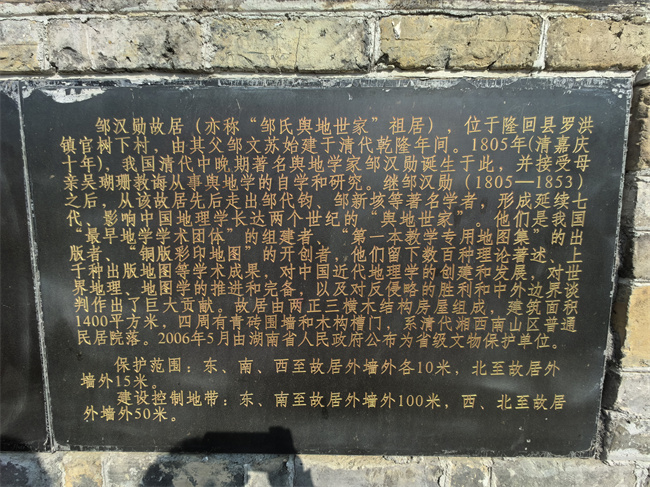 邹汉勋故居（亦称“邹氏舆地世家”祖居），位于隆回县罗洪
镇官树下村，由其父邹文苏始建于清代乾隆年间。1805年(清嘉庆
十年)，我国清代中晚期著名舆地学家邹汉勋诞生于此，并接受母
亲吴瑚珊教诲从事舆地学的自学和研究。继邹汉勋（1805—1853）
之后，从该故居先后走出邹代钧、邹新垓等著名学者，形成延续七
代、影响中国地理学长达两个世纪的“舆地世家”。他们是我国
“最早地学学术团体”的组建者、“第一本教学专用地图集”的出
版者、“铜版彩印地图”的开创者，他们留下数百种理论著述、上
千种出版地图等学术成果，对中国近代地理学的创建和发展，对世
界地理、地图学的推进和完备，以及对反侵略的胜利和中外边界谈
判作出了巨大贡献。故居由两正三横木结构房屋组成，建筑面积
1400平方米，四周有青砖围墙和木构槽门，系清代湘西南山区普通
民居院落。2006年5月由湖南省人民政府公布为省级文物保护单位。
保护范围：东、南、西至故居外墙外各10米，北至故居外
墙外15米。
建设控制地带：东、南至故居外墙外100米，西、北至故居
外墙外50米。